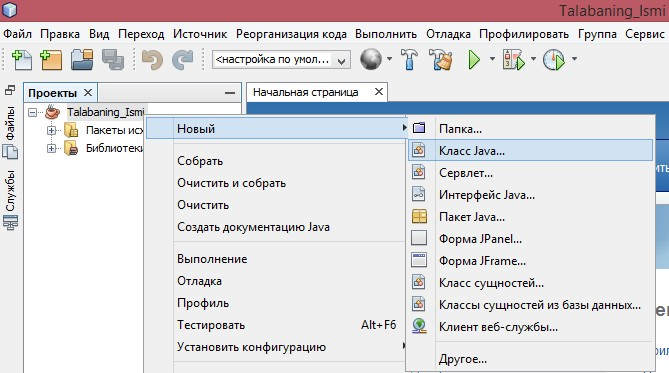 Talabaning_Ismi
Файл Правка Вид Переход Источник Реорганизация кода Выполнить Отладка Профилировать Группа Сервис
<настройка по умол...
Проекты
Начальная страница
Файлы
Службы
Talabaning_Ismi
Пакеты исх
Библиотеки
Новый
Собрать
Очистить и собрать
Очистить
Создать документацию Java
Выполнение
Отладка
Профиль
Тестировать Alt+F6
Установить конфигурацию
Папка...
Класс Java...
Сервлет...
Интерфейс Java...
Пакет Java...
Форма JPanel...
Форма JFrame...
Класс сущностей...
Классы сущностей из базы данных...
Клиент веб-службы...
Другое...